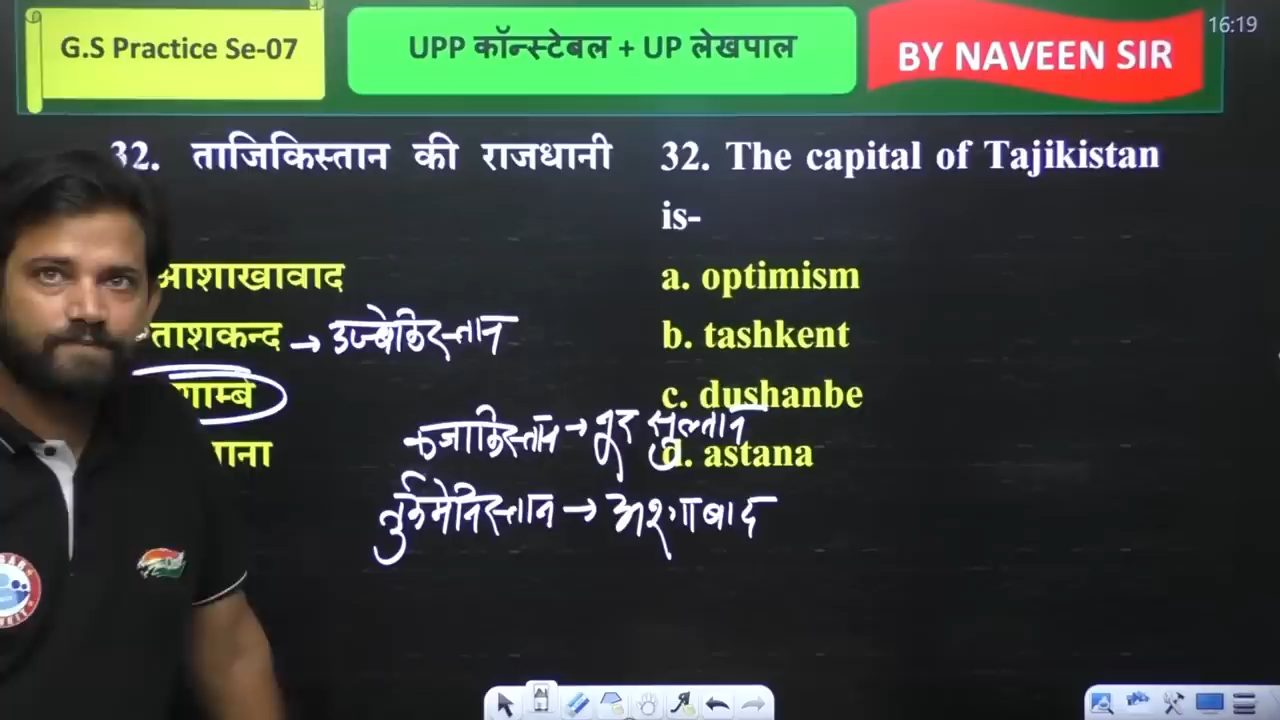 G.S Practice Se-07
UPP कॉन्स्टेबल + UP लेखपाल
BY NAVEEN SIR
16:19
32. ताजिकिस्तान की राजधानी
आशाखावाद
ताशकन्द → उज्बेकिस्तान
शाम्बे
ाना
32. The capital of Tajikistan
is-
a. optimism
b. tashkent
c. dushanbe
d. astana
कजाकिस्तान → नूर सुल्तान
तुर्कमेनिस्तान → अश्गाबाद